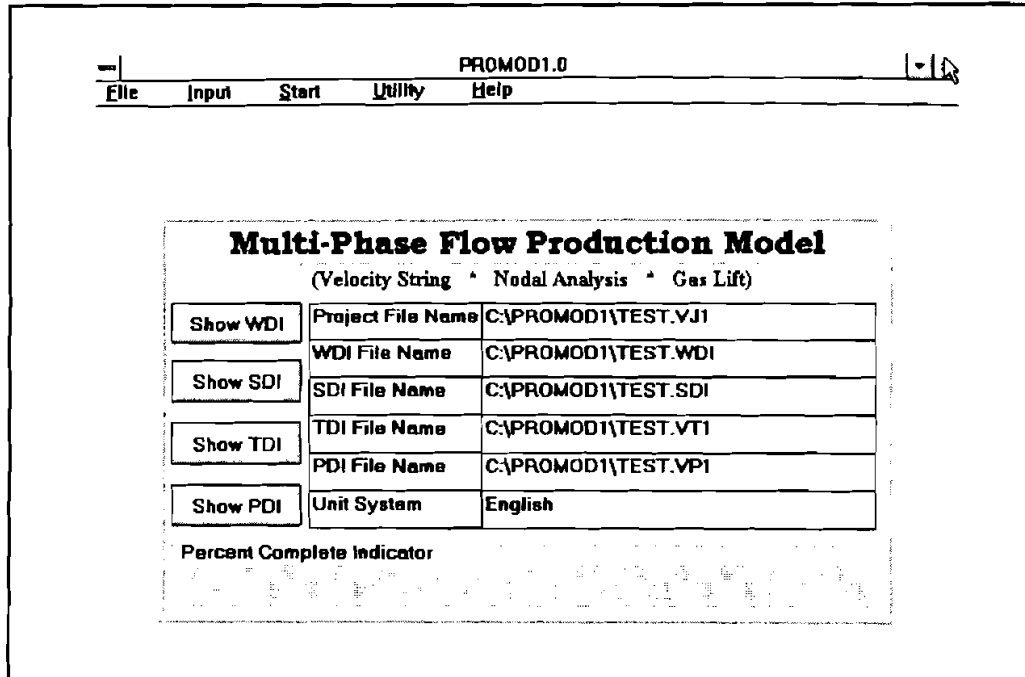 PROMOD1.0
File Input Start Utility Help
Multi-Phase Flow Production Model
(Velocity String * Nodal Analysis * Gas Lift)
Show WDI
Project File Name C:\PROMOD1\TEST.VJ1
WDI File Name C:\PROMOD1\TEST.WDI
Show SDI
SDI File Name C:\PROMOD1\TEST.SDI
TDI File Name C:\PROMOD1\TEST.VT1
Show TDI
PDI File Name C:\PROMOD1\TEST.VP1
Show PDI
Unit System English
Percent Complete Indicator